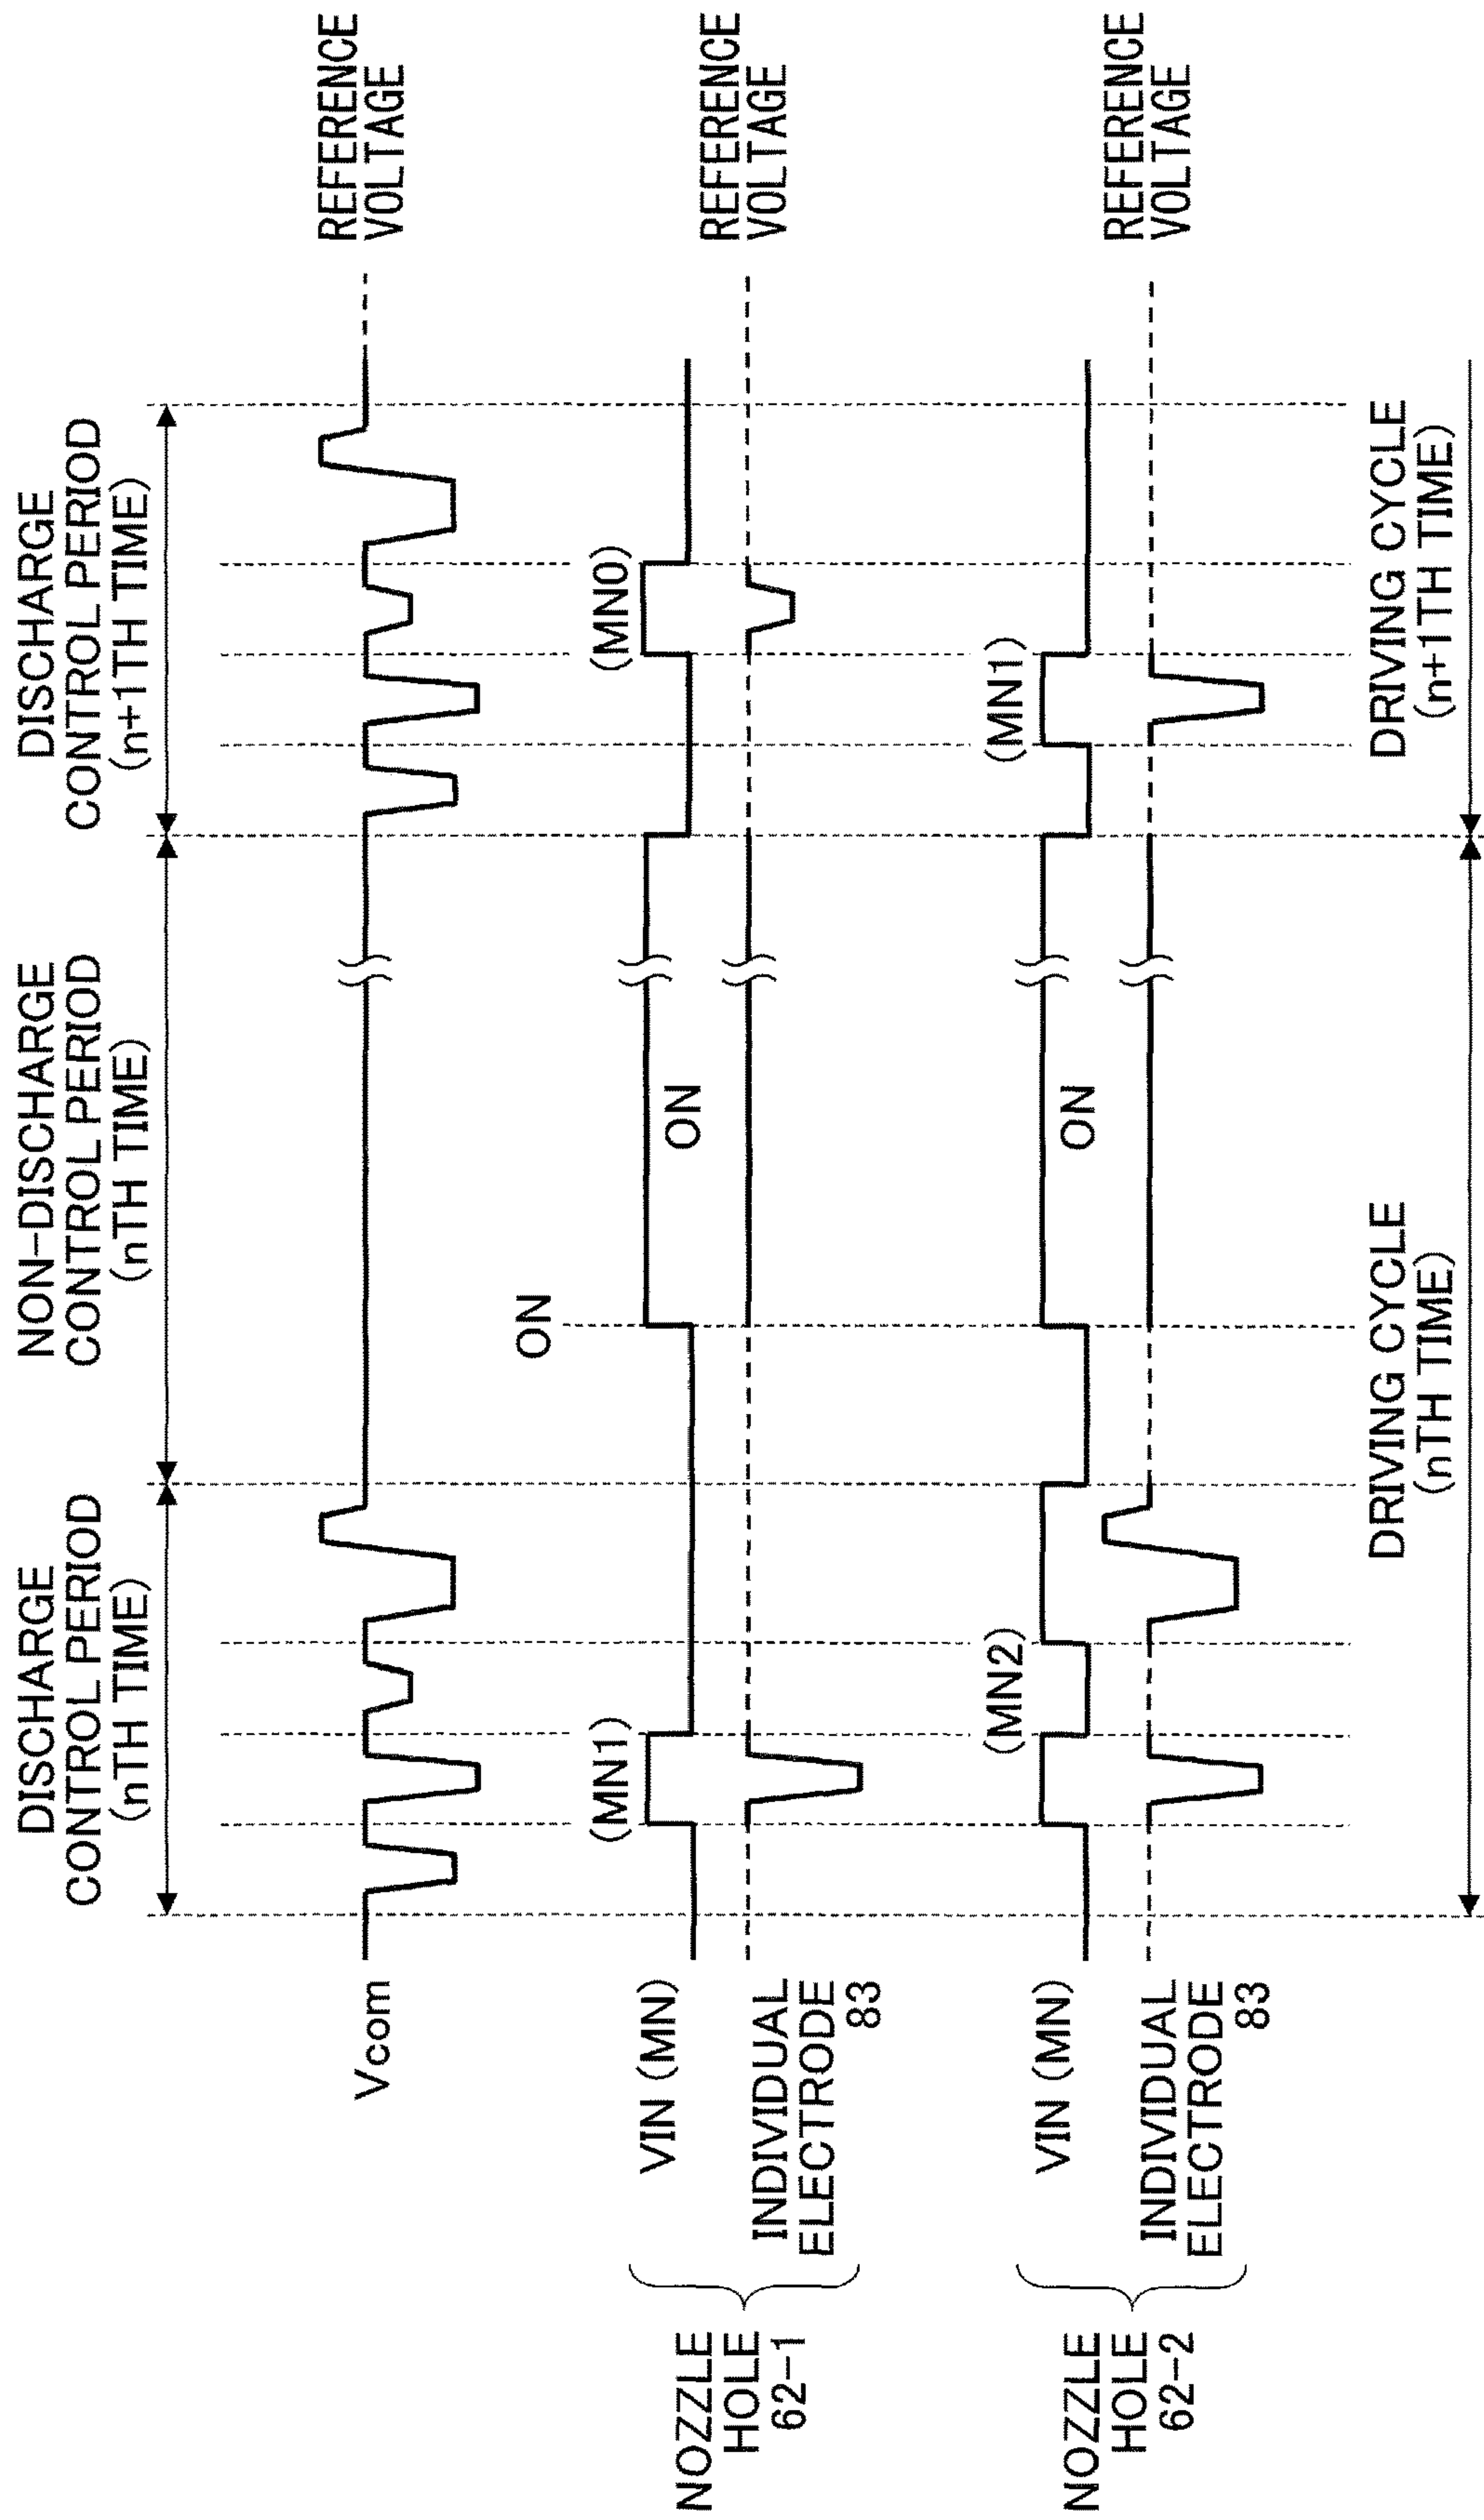 DISCHARGE
CONTROL PERIOD
(nTH TIME)
NON-DISCHARGE
CONTROL PERIOD
(nTH TIME)
DISCHARGE
CONTROL PERIOD
(n+1TH TIME)
Vcom
REFERENCE
VOLTAGE
ON
NOZZLE
HOLE
62-1
VIN (MN)
(MN1)
ON
(MN0)
INDIVIDUAL
ELECTRODE
83
REFERENCE
VOLTAGE
NOZZLE
HOLE
62-2
VIN (MN)
(MN2)
ON
(MN1)
INDIVIDUAL
ELECTRODE
83
REFERENCE
VOLTAGE
DRIVING CYCLE
(nTH TIME)
DRIVING CYCLE
(n+1TH TIME)